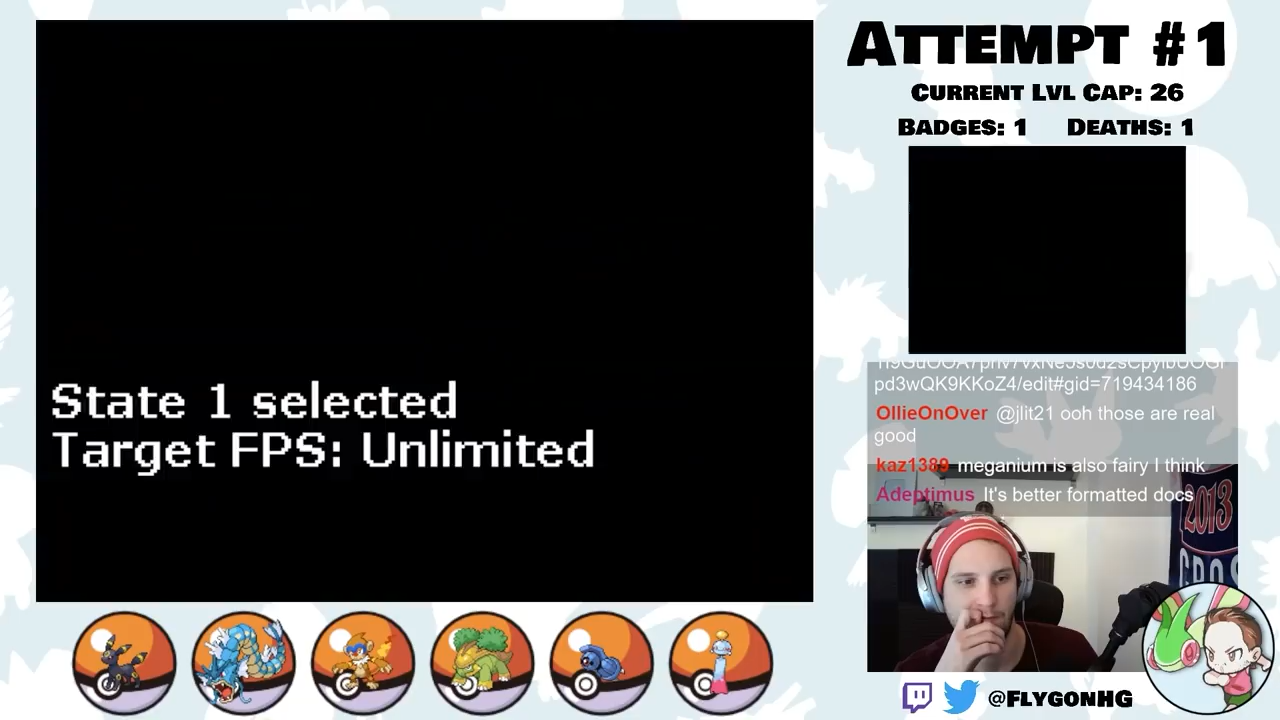 ATTEMPT #1
CURRENT LVL CAP: 26
BADGES: 1 DEATHS: 1
State 1 selected
Target FPS: Unlimited
pd3wQK9KKoZ4/edit#gid=719434186
OllieOnOver @jlit21 ooh those are real
good
kaz1389 meganium is also fairy I think
Adeptimus It's better formatted docs
2013
@FLYGONHG